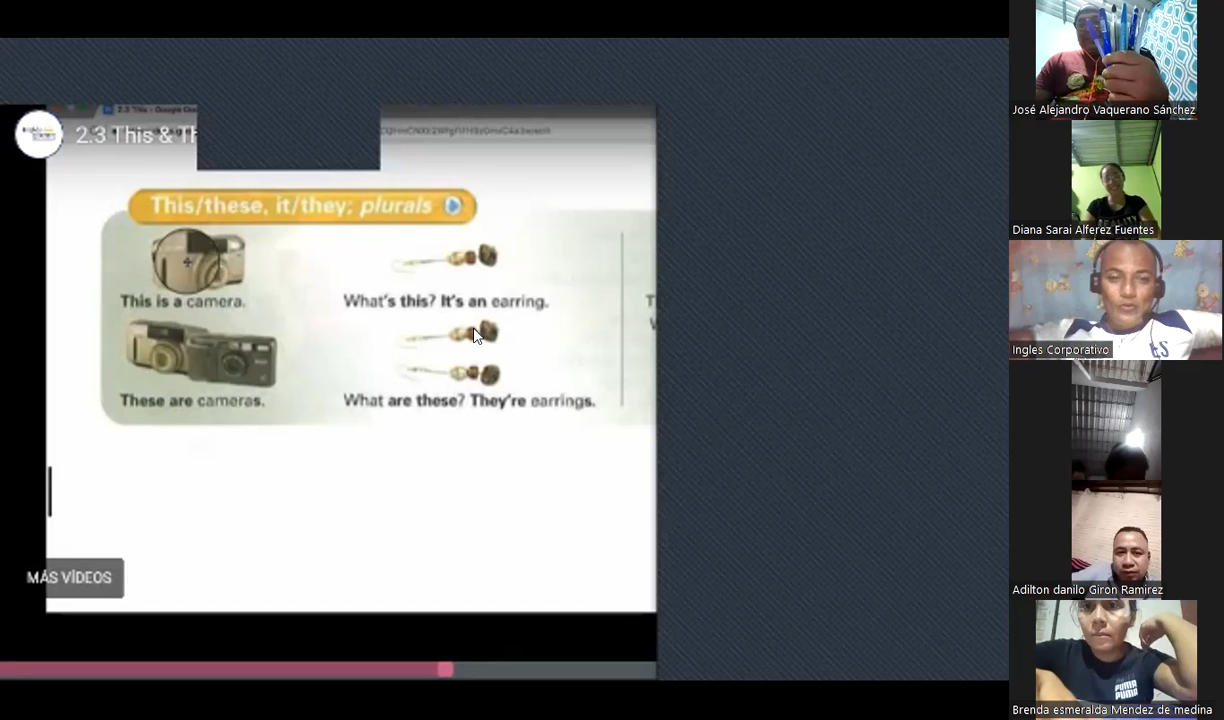 2.3 This & Th
This/these, it/they; plurals
This is a camera.
What's this? It's an earring.
These are cameras.
What are these? They're earrings.
MÁS VÍDEOS
José Alejandro Vaquerano Sánchez
Diana Sarai Alferez Fuentes
Ingles Corporativo
Adilton danilo Giron Ramirez
PUMA
PUMA
Brenda esmeralda Mendez de medina